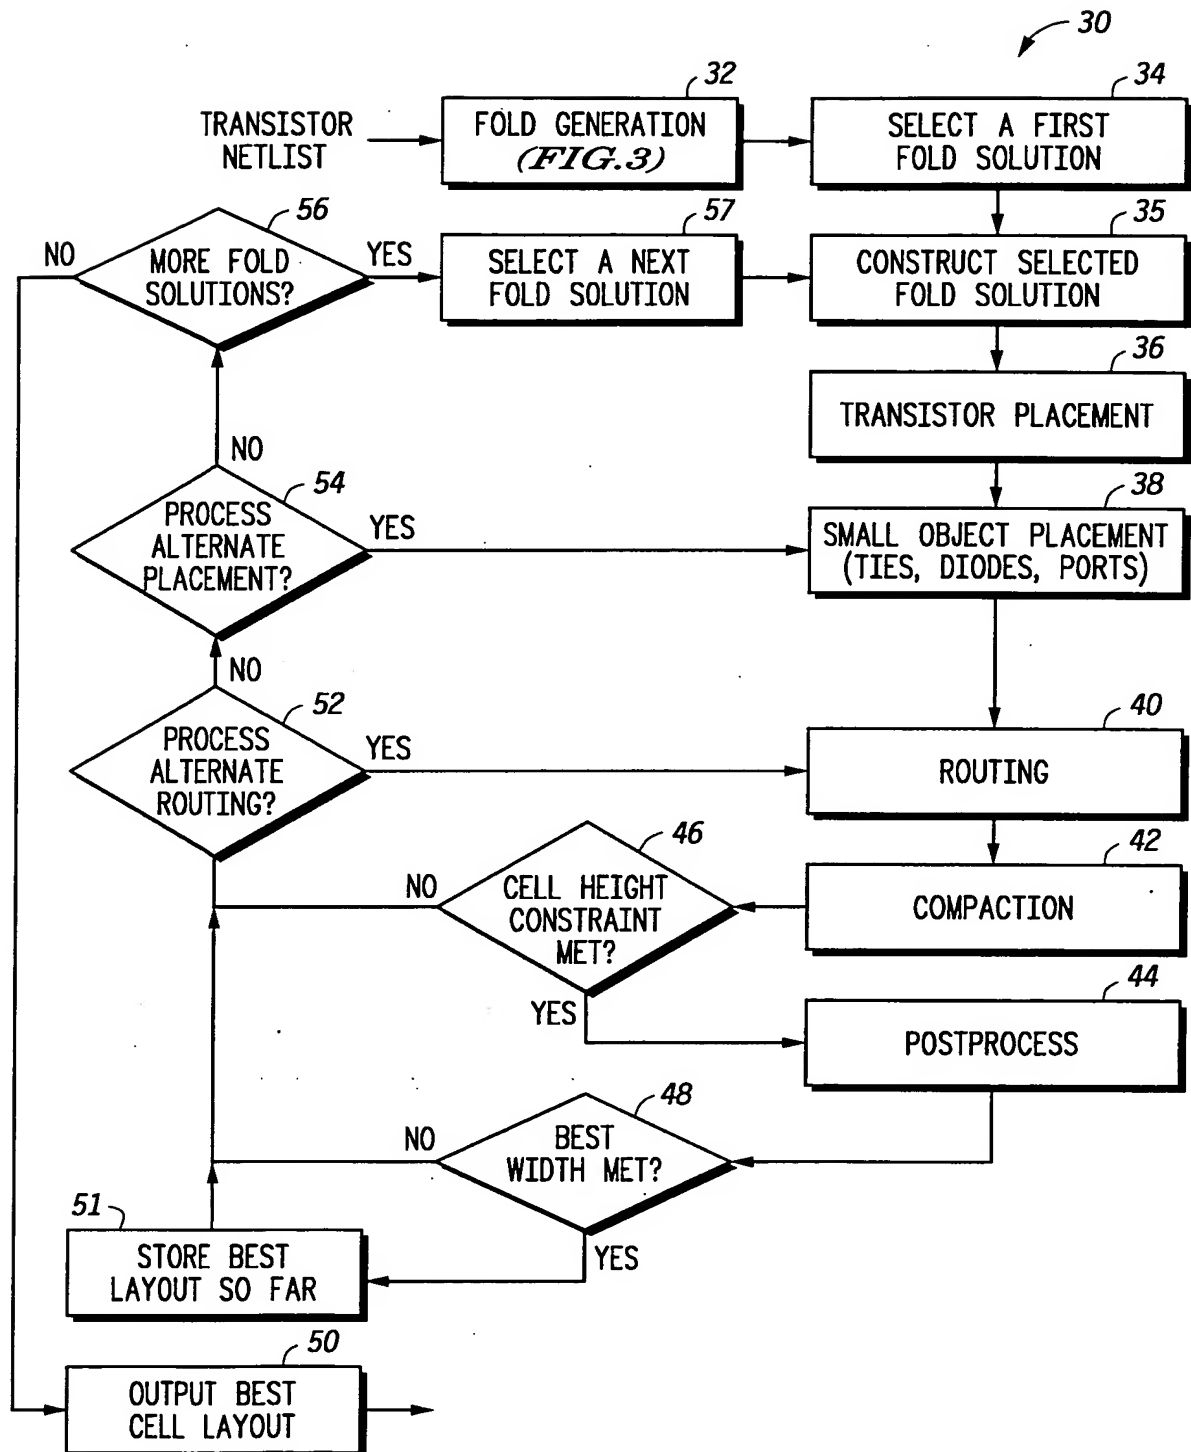 30
32
34
TRANSISTOR
NETLIST
FOLD GENERATION
(FIG.3)
SELECT A FIRST
FOLD SOLUTION
56
57
35
NO
MORE FOLD
SOLUTIONS?
YES
SELECT A NEXT
FOLD SOLUTION
CONSTRUCT SELECTED
FOLD SOLUTION
36
TRANSISTOR PLACEMENT
NO
54
38
PROCESS
ALTERNATE
PLACEMENT?
YES
SMALL OBJECT PLACEMENT
(TIES, DIODES, PORTS)
NO
52
40
PROCESS
ALTERNATE
ROUTING?
YES
ROUTING
46
42
NO
CELL HEIGHT
CONSTRAINT
MET?
COMPACTION
YES
44
POSTPROCESS
48
NO
BEST
WIDTH MET?
51
YES
STORE BEST
LAYOUT SO FAR
50
OUTPUT BEST
CELL LAYOUT